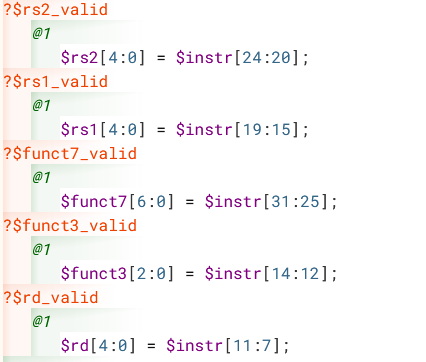 ?$rs2_valid
@1
$rs2[4:0] = $instr[24:20];
?$rs1_valid
@1
$rs1[4:0] = $instr[19:15];
?$funct7_valid
@1
$funct7[6:0] = $instr[31:25];
?$funct3_valid
@1
$funct3[2:0] = $instr[14:12];
?$rd_valid
@1
$rd[4:0] = $instr[11:7];